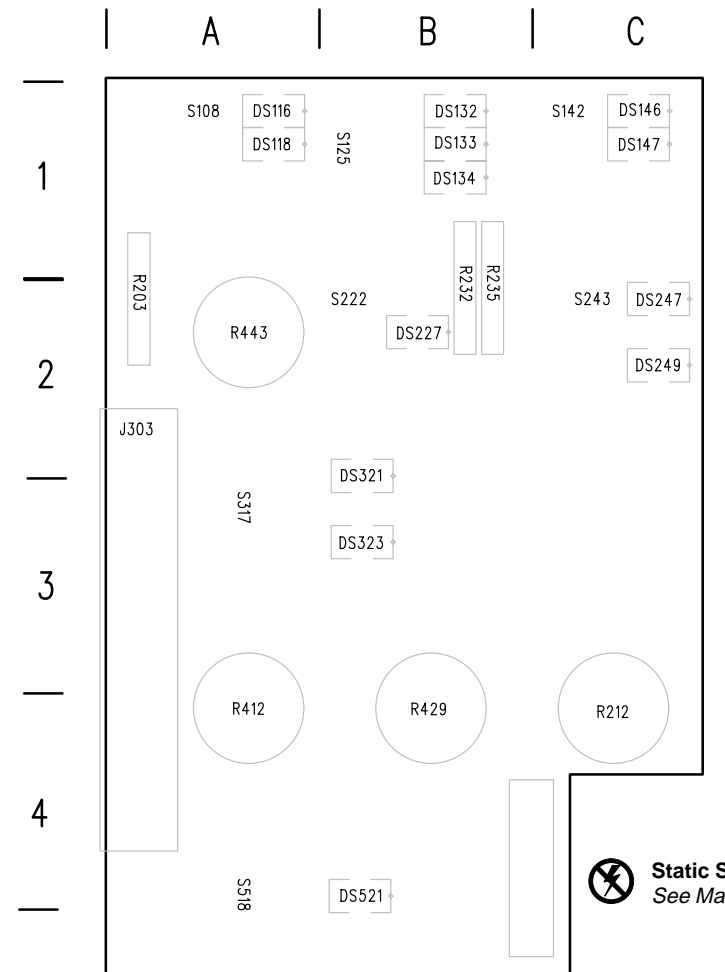 A B C
S108 DS116 DS132 S142 DS146
DS118 S125 DS133 DS147
1
DS134
R203 R232 R235
S222 S243 DS247
R443 DS227
2
DS249
J303
DS321
S317
DS323
3
R412 R429 R212
4
Static S
See Ma
S518 DS521